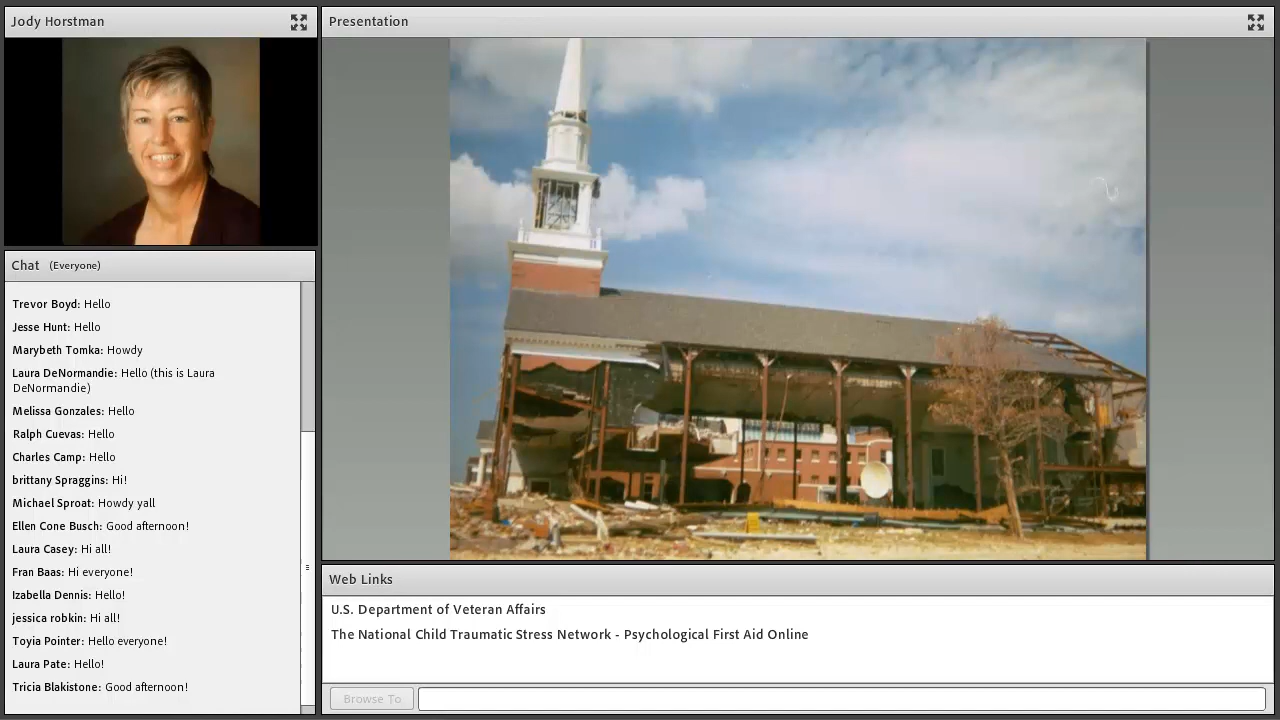 Jody Horstman
Presentation
Chat (Everyone)
Trevor Boyd: Hello
Jesse Hunt: Hello
Marybeth Tomka: Howdy
Laura DeNormandie: Hello (this is Laura
DeNormandie)
Melissa Gonzales: Hello
Ralph Cuevas: Hello
Charles Camp: Hello
brittany Spraggins: Hi!
Michael Sproat: Howdy yall
Ellen Cone Busch: Good afternoon!
Laura Casey: Hi all!
Fran Baas: Hi everyone!
Izabella Dennis: Hello!
jessica robkin: Hi all!
Toyia Pointer: Hello everyone!
Laura Pate: Hello!
Tricia Blakistone: Good afternoon!
Web Links
U.S. Department of Veteran Affairs
The National Child Traumatic Stress Network - Psychological First Aid Online
Browse To